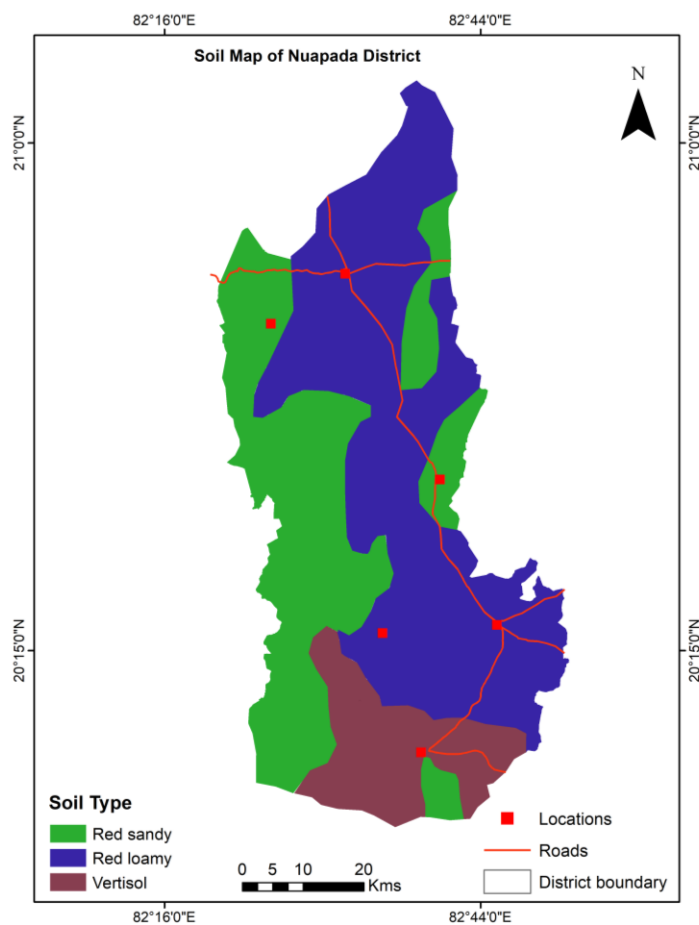 82°16'0"E 82°44'0"E
Soil Map of Nuapada District
N
21°0'0"N 21°0'0"N
20°15'0"N 20°15'0"N
Soil Type
Red sandy
Red loamy
Vertisol
0 5 10 20
Kms
Locations
Roads
District boundary
82°16'0"E 82°44'0"E